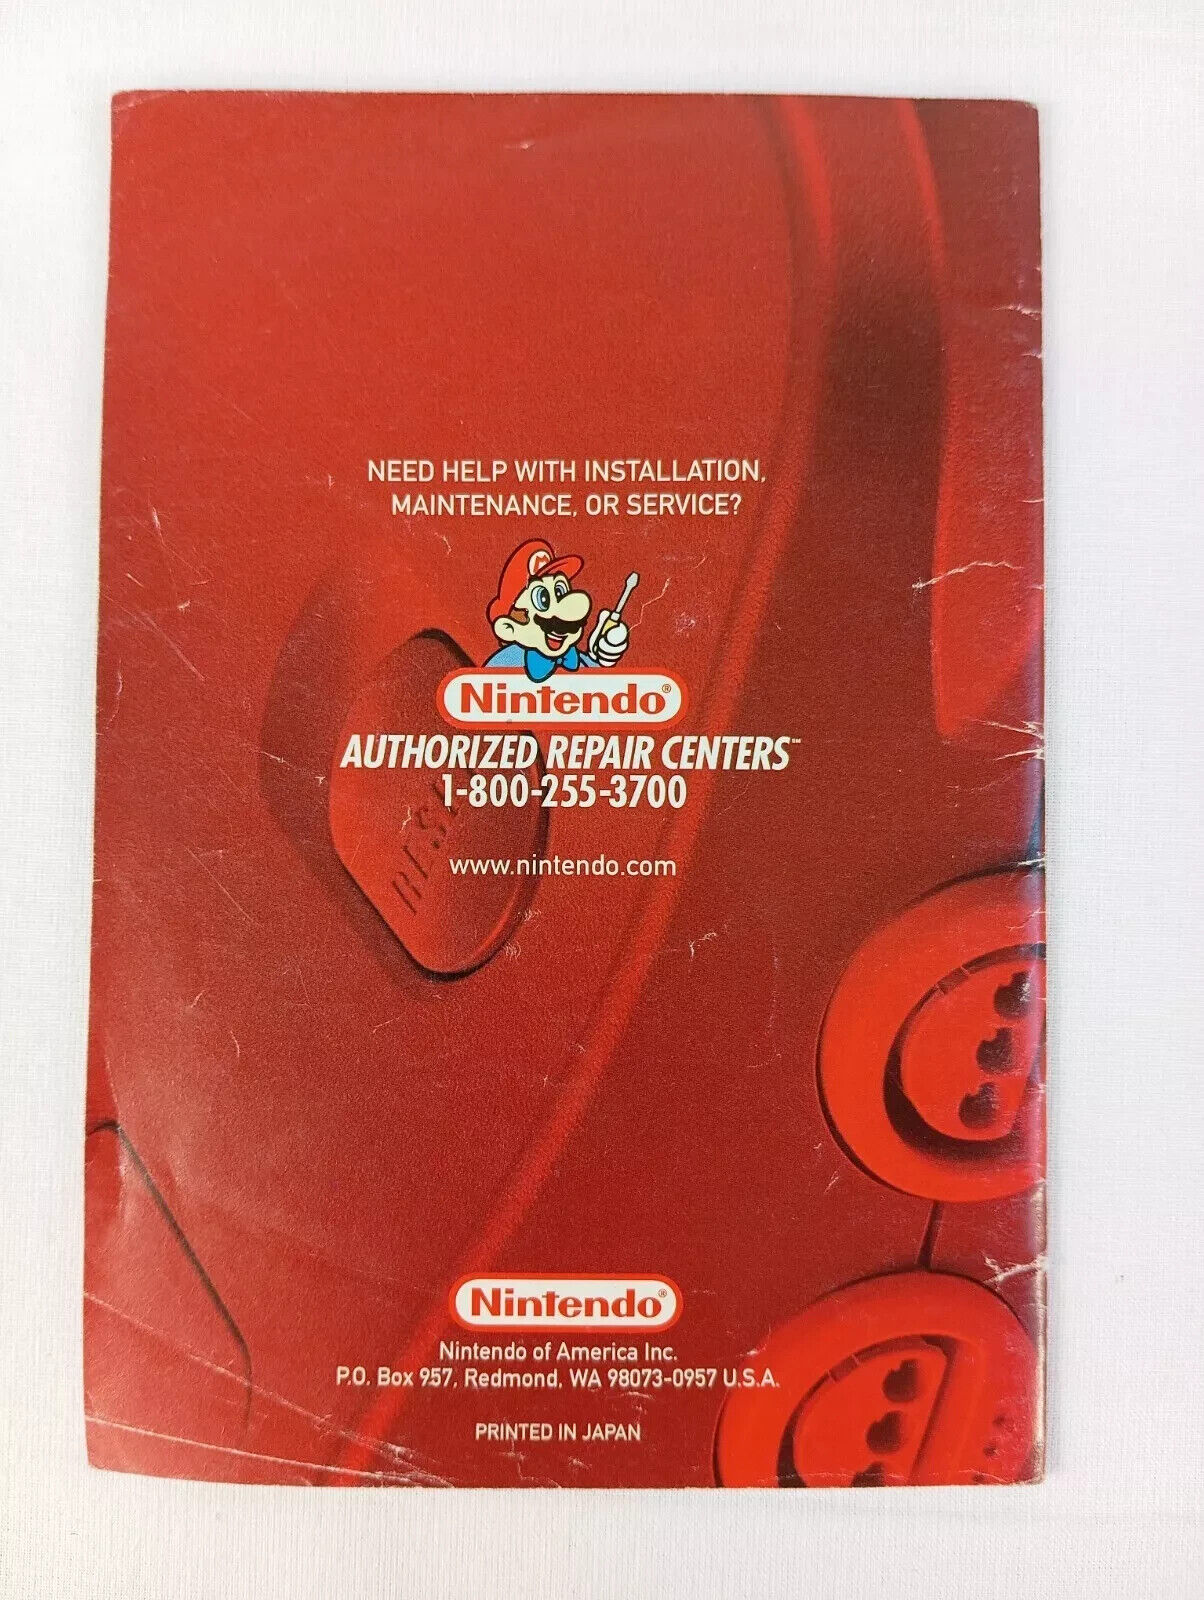 NEED HELP WITH INSTALLATION,
MAINTENANCE, OR SERVICE?
M
Nintendo®
AUTHORIZED REPAIR CENTERS™
1-800-255-3700
RESE
www.nintendo.com
Nintendo®
Nintendo of America Inc.
P.O. Box 957, Redmond, WA 98073-0957 U.S.A.
PRINTED IN JAPAN